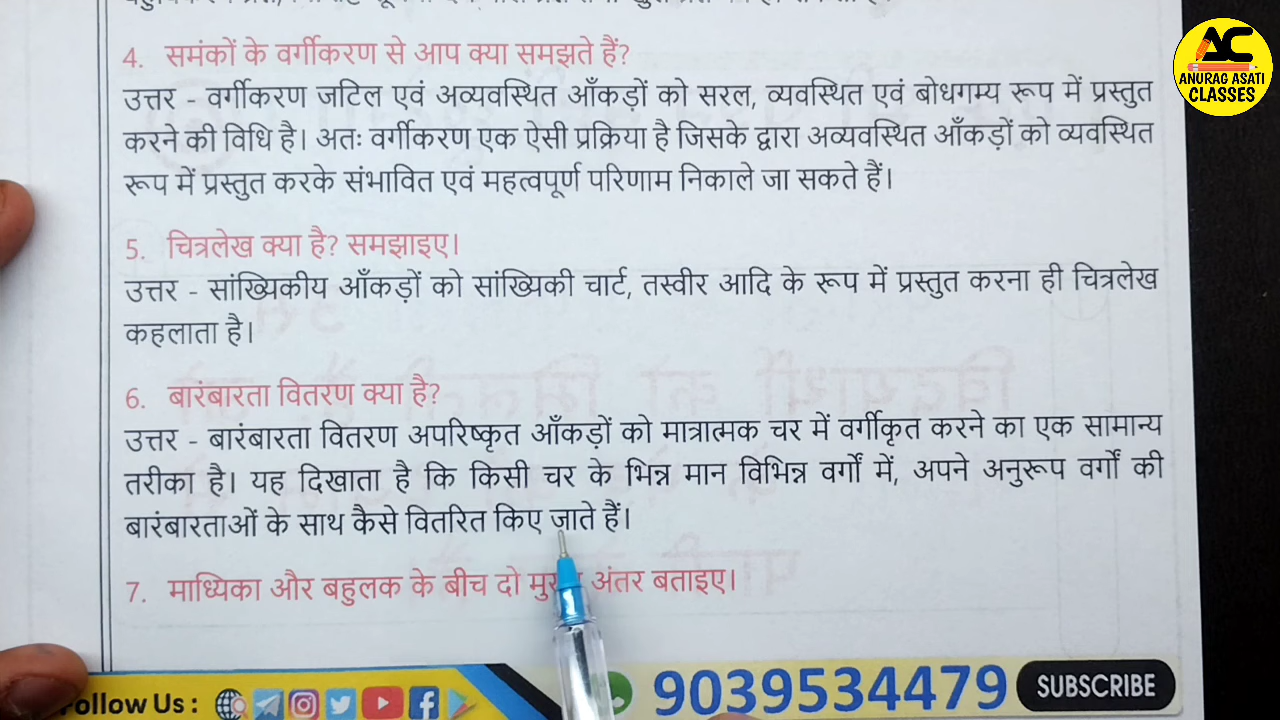 AC
ANURAG ASATI
CLASSES
4. समंकों के वर्गीकरण से आप क्या समझते हैं?
उत्तर - वर्गीकरण जटिल एवं अव्यवस्थित आँकड़ों को सरल, व्यवस्थित एवं बोधगम्य रूप में प्रस्तुत
करने की विधि है। अतः वर्गीकरण एक ऐसी प्रक्रिया है जिसके द्वारा अव्यवस्थित आँकड़ों को व्यवस्थित
रूप में प्रस्तुत करके संभावित एवं महत्वपूर्ण परिणाम निकाले जा सकते हैं।
5. चित्रलेख क्या है? समझाइए।
उत्तर - सांख्यिकीय आँकड़ों को सांख्यिकी चार्ट, तस्वीर आदि के रूप में प्रस्तुत करना ही चित्रलेख
कहलाता है।
6. बारंबारता वितरण क्या है?
उत्तर - बारंबारता वितरण अपरिष्कृत आँकड़ों को मात्रात्मक चर में वर्गीकृत करने का एक सामान्य
तरीका है। यह दिखाता है कि किसी चर के भिन्न मान विभिन्न वर्गों में, अपने अनुरूप वर्गों की
बारंबारताओं के साथ कैसे वितरित किए जाते हैं।
7. माध्यिका और बहुलक के बीच दो अंतर बताइए।
Follow Us :
9039534479
SUBSCRIBE